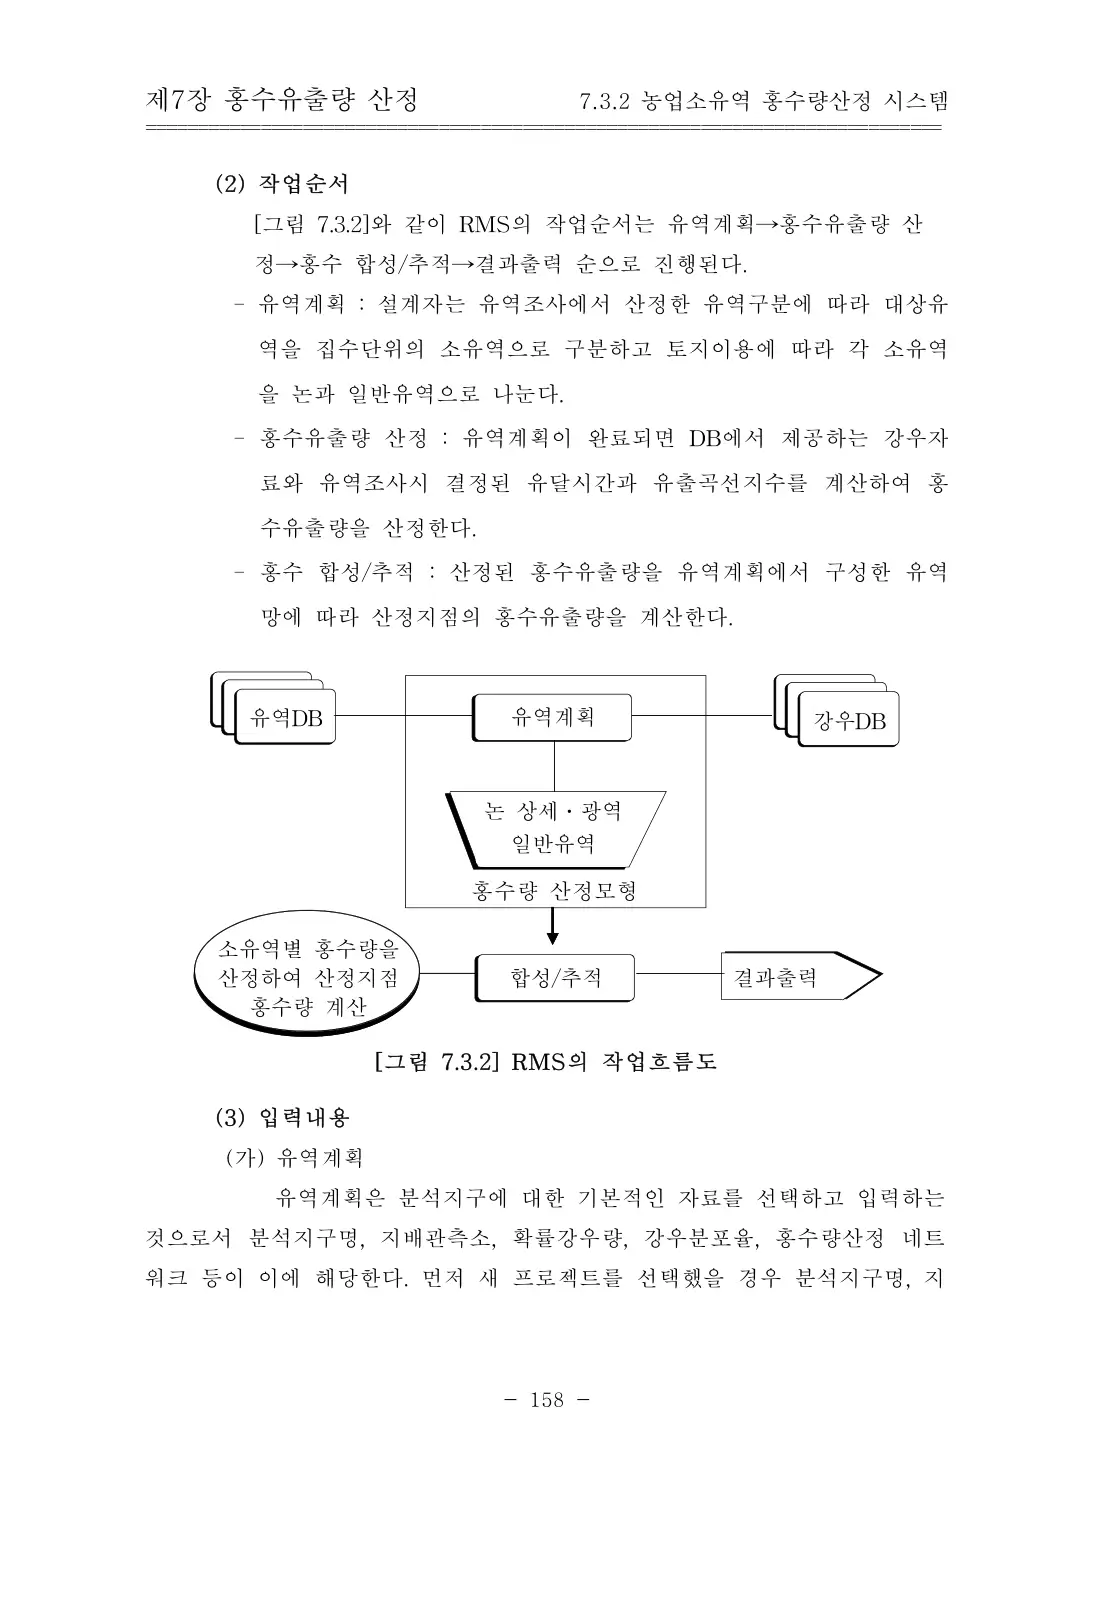 제7장 홍수유출량 산정
7.3.2 농업소유역 홍수량산정 시스템
(2) 작업순서
[그림 7.3.2]와 같이 RMS의 작업순서는 유역계획→홍수유출량 산
정→홍수 합성/추적→결과출력 순으로 진행된다.
- 유역계획 : 설계자는 유역조사에서 산정한 유역구분에 따라 대상유
역을 집수단위의 소유역으로 구분하고 토지이용에 따라 각 소유역
을 논과 일반유역으로 나눈다.
- 홍수유출량 산정 : 유역계획이 완료되면 DB에서 제공하는 강우자
료와 유역조사시 결정된 유달시간과 유출곡선지수를 계산하여 홍
수유출량을 산정한다.
- 홍수 합성/추적 : 산정된 홍수유출량을 유역계획에서 구성한 유역
망에 따라 산정지점의 홍수유출량을 계산한다.
유역DB
유역계획
강우DB
논 상세·광역
일반유역
홍수량 산정모형
소유역별 홍수량을
산정하여 산정지점
홍수량 계산
합성/추적
결과출력
[그림 7.3.2] RMS의 작업흐름도
(3) 입력내용
(가) 유역계획
유역계획은 분석지구에 대한 기본적인 자료를 선택하고 입력하는
것으로서 분석지구명, 지배관측소, 확률강우량, 강우분포율, 홍수량산정 네트
워크 등이 이에 해당한다. 먼저 새 프로젝트를 선택했을 경우 분석지구명, 지
- 158 -